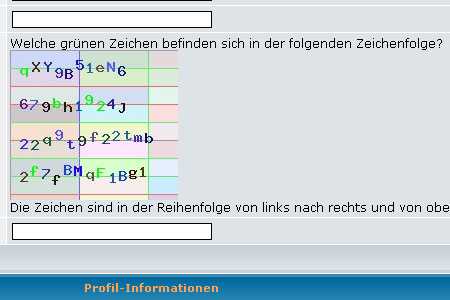 Welche grünen Zeichen befinden sich in der folgenden Zeichenfolge?
qXY9B51eN6
679bh1924J
22q9t9f22tmb
2f7fBMqF1Bg1
Die Zeichen sind in der Reihenfolge von links nach rechts und von obe
Profil-Informationen